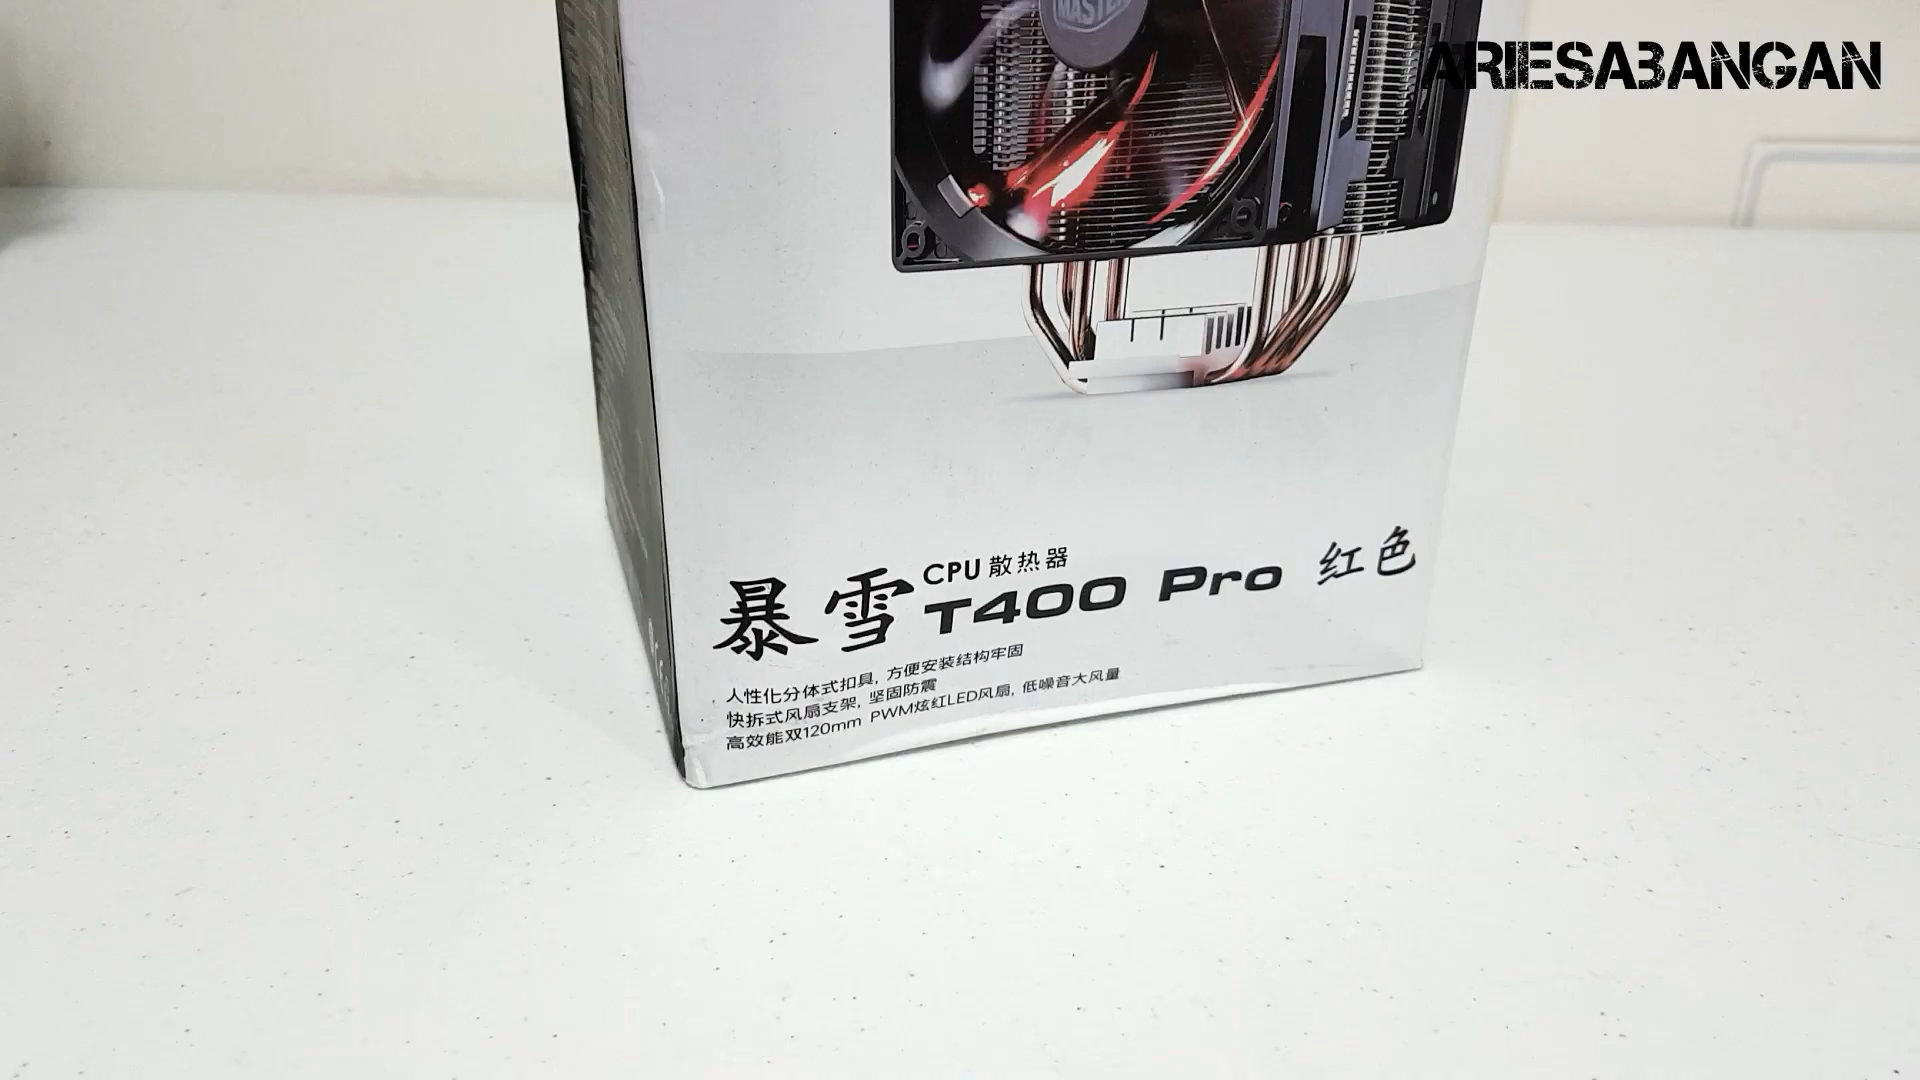 ARIESABANGAN
MASTER
CPU 散热器
暴雪 T400 Pro 红色
人性化分体式扣具, 方便安装结构牢固
快拆式风扇支架, 坚固防震
高效能双120mm PWM炫红LED风扇, 低噪音大风量